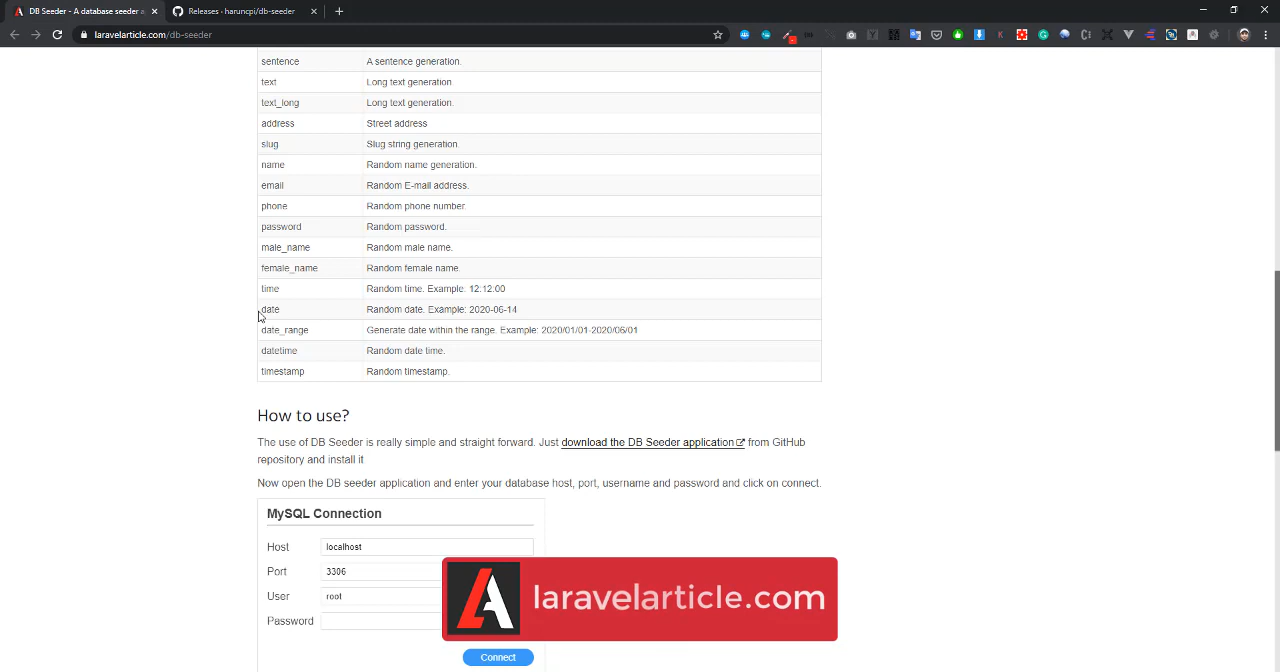 DB Seeder - A database seeder a
Releases · haruncpi/db-seeder
laravelarticle.com/db-seeder
sentence A sentence generation.
text Long text generation.
text_long Long text generation.
address Street address
slug Slug string generation.
name Random name generation.
email Random E-mail address.
phone Random phone number.
password Random password.
male_name Random male name.
female_name Random female name.
time Random time. Example: 12:12:00
date Random date. Example: 2020-06-14
date_range Generate date within the range. Example: 2020/01/01-2020/06/01
datetime Random date time.
timestamp Random timestamp.
How to use?
The use of DB Seeder is really simple and straight forward. Just download the DB Seeder application from GitHub
repository and install it
Now open the DB seeder application and enter your database host, port, username and password and click on connect.
MySQL Connection
Host localhost
Port 3306
User root
Password
laravelarticle.com
Connect